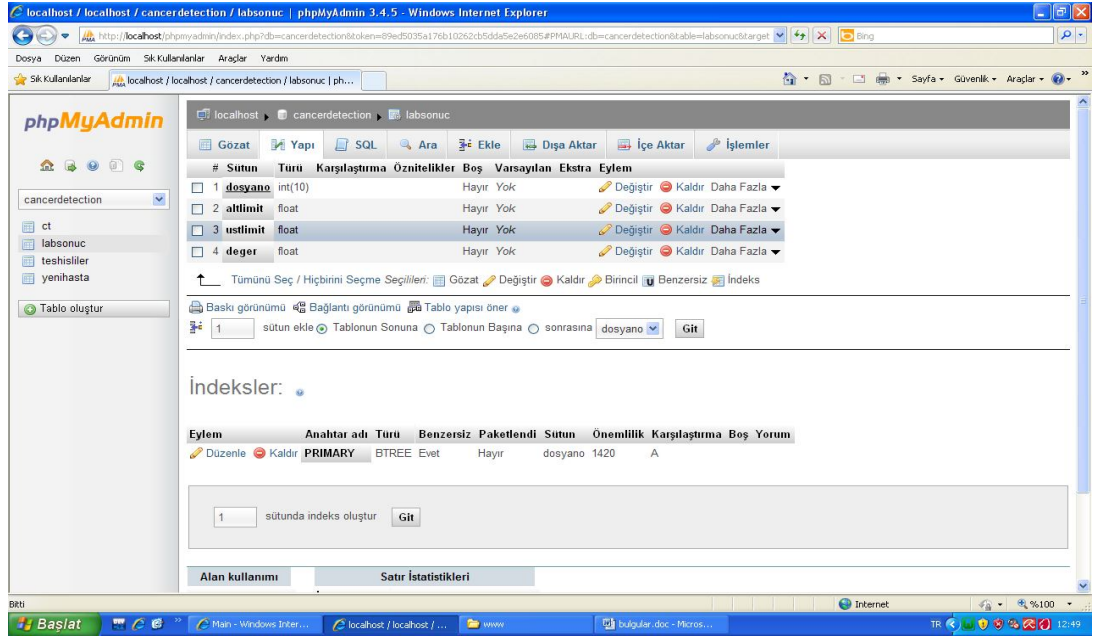 localhost / localhost / cancerdetection / labsonuc | phpMyAdmin 3.4.5 - Windows Internet Explorer
http://localhost/phpmyadmin/index.php?db=cancerdetection&token=89ed5035a176b10262cb5dda5e2e6085#PMAURL:db=cancerdetection&table=labsonuc&target Bing
Dosya Düzen Görünüm Sık Kullanılanlar Araçlar Yardım
Sık Kullanılanlar localhost / localhost / cancerdetection / labsonuc | ph... Sayfa Güvenlik Araçlar
phpMyAdmin
cancerdetection
ct
labsonuc
teshisliler
yenihasta
Tablo oluştur
localhost cancerdetection labsonuc
Gözat Yapı SQL Ara Ekle Dışa Aktar İçe Aktar İşlemler
# Sütun Türü Karşılaştırma Öznitelikler Boş Varsayılan Ekstra Eylem
1 dosyano int(10) Hayır Yok Değiştir Kaldır Daha Fazla
2 altlimit float Hayır Yok Değiştir Kaldır Daha Fazla
3 ustlimit float Hayır Yok Değiştir Kaldır Daha Fazla
4 deger float Hayır Yok Değiştir Kaldır Daha Fazla
Tümünü Seç / Hiçbirini Seçme Seçilileri: Gözat Değiştir Kaldır Birincil Benzersiz İndeks
Baskı görünümü Bağlantı görünümü Tablo yapısı öner
1 sütun ekle Tablonun Sonuna Tablonun Başına sonrasına dosyano Git
İndeksler:
Eylem Anahtar adı Türü Benzersiz Paketlendi Sütun Önemlilik Karşılaştırma Boş Yorum
Düzenle Kaldır PRIMARY BTREE Evet Hayır dosyano 1420 A
1 sütunda indeks oluştur Git
Alan kullanımı Satır İstatistikleri
Bitti Internet %100
Başlat Main - Windows Inter... localhost / localhost / ... www bulgular.doc - Micros... TR 12:49